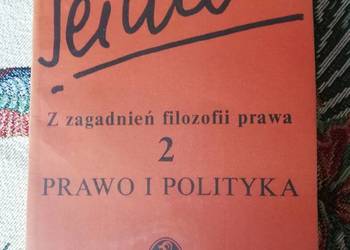 Z zagadnień filozofii prawa
2
PRAWO I POLITYKA